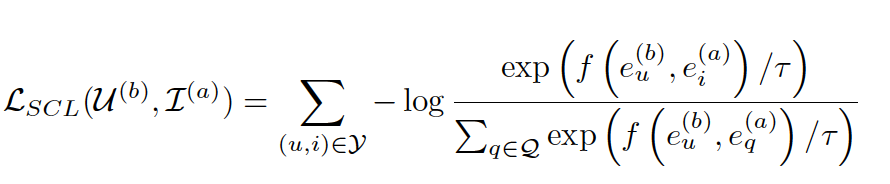 $\mathcal{L}_{SCL}(\mathcal{U}^{(b)}, \mathcal{I}^{(a)}) = \sum_{(u,i)\in\mathcal{Y}} -\log \frac{\exp\left(f\left(e_u^{(b)}, e_i^{(a)}\right)/\tau\right)}{\sum_{q\in\mathcal{Q}} \exp\left(f\left(e_u^{(b)}, e_q^{(a)}\right)/\tau\right)}$